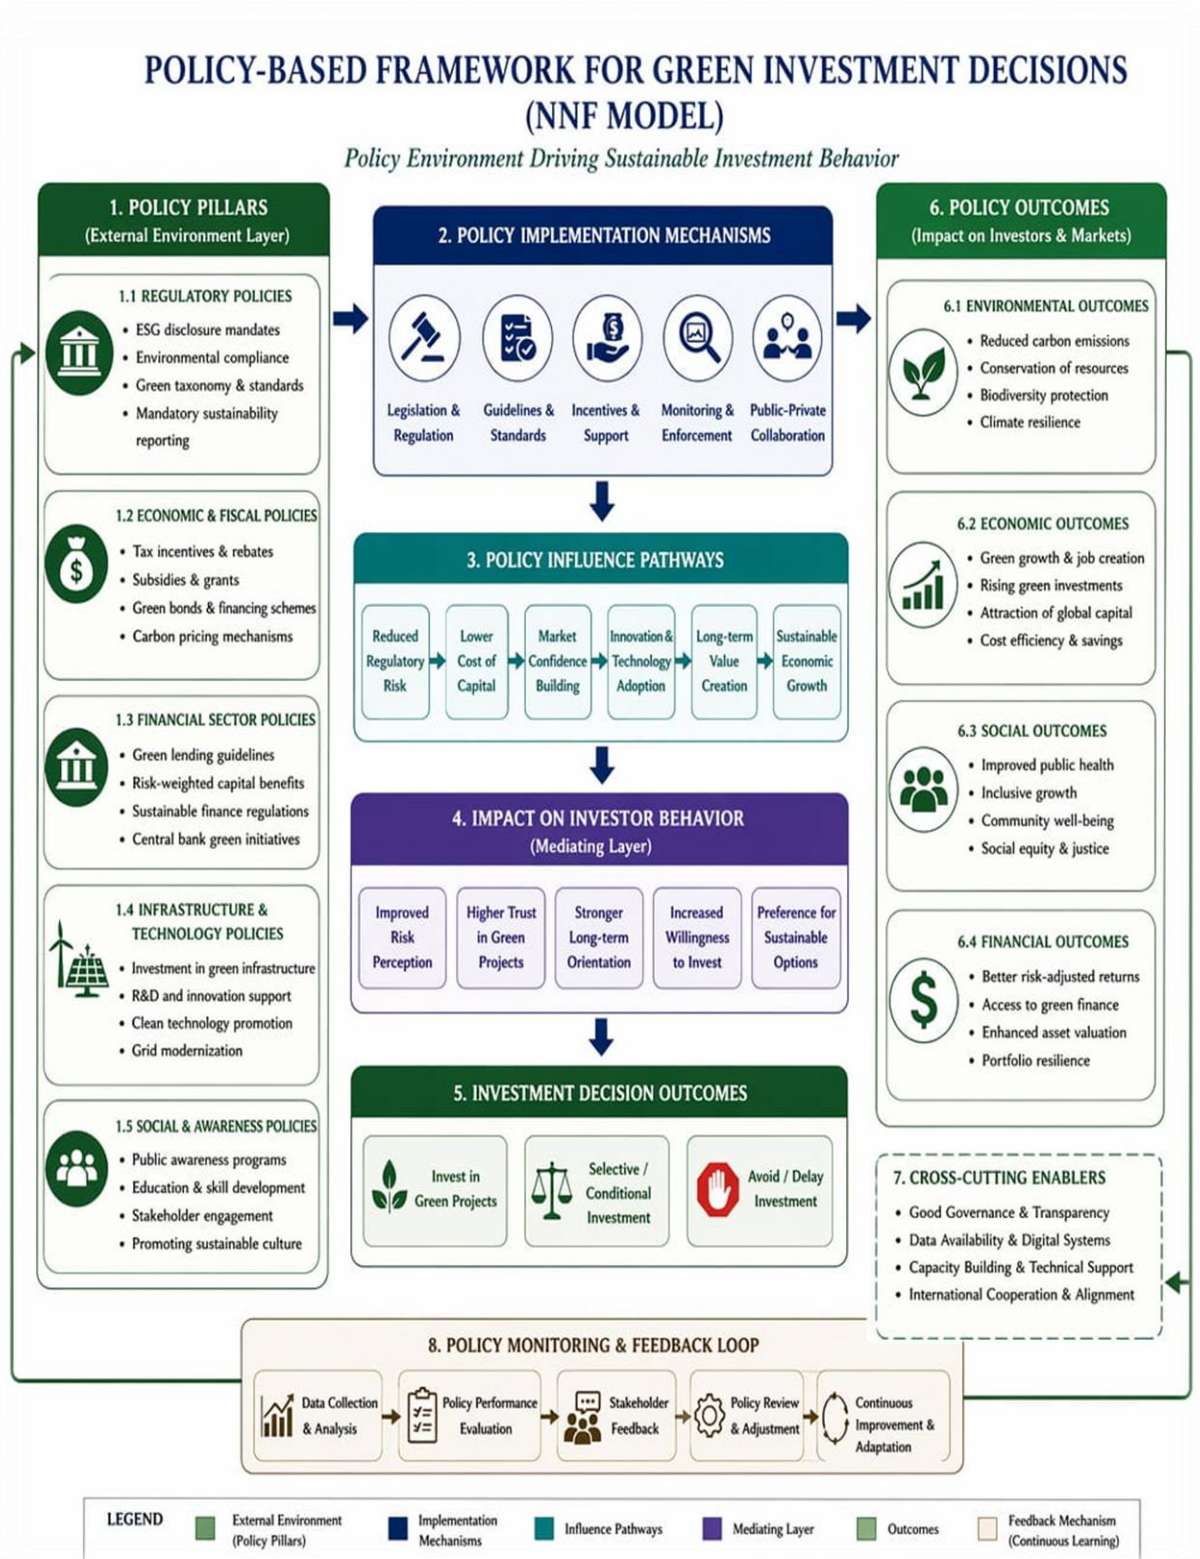 POLICY-BASED FRAMEWORK FOR GREEN INVESTMENT DECISIONS
(NNF MODEL)
Policy Environment Driving Sustainable Investment Behavior
1. POLICY PILLARS
(External Environment Layer)
1.1 REGULATORY POLICIES
• ESG disclosure mandates
• Environmental compliance
• Green taxonomy & standards
• Mandatory sustainability
reporting
1.2 ECONOMIC & FISCAL POLICIES
• Tax incentives & rebates
• Subsidies & grants
• Green bonds & financing schemes
• Carbon pricing mechanisms
1.3 FINANCIAL SECTOR POLICIES
• Green lending guidelines
• Risk-weighted capital benefits
• Sustainable finance regulations
• Central bank green initiatives
1.4 INFRASTRUCTURE &
TECHNOLOGY POLICIES
• Investment in green infrastructure
• R&D and innovation support
• Clean technology promotion
• Grid modernization
1.5 SOCIAL & AWARENESS POLICIES
• Public awareness programs
• Education & skill development
• Stakeholder engagement
• Promoting sustainable culture
2. POLICY IMPLEMENTATION MECHANISMS
Legislation &
Regulation
Guidelines &
Standards
Incentives &
Support
Monitoring &
Enforcement
Public-Private
Collaboration
3. POLICY INFLUENCE PATHWAYS
Reduced
Regulatory
Risk
Lower
Cost of
Capital
Market
Confidence
Building
Innovation &
Technology
Adoption
Long-term
Value
Creation
Sustainable
Economic
Growth
4. IMPACT ON INVESTOR BEHAVIOR
(Mediating Layer)
Improved
Risk
Perception
Higher Trust
in Green
Projects
Stronger
Long-term
Orientation
Increased
Willingness
to Invest
Preference for
Sustainable
Options
5. INVESTMENT DECISION OUTCOMES
Invest in
Green Projects
Selective /
Conditional
Investment
Avoid / Delay
Investment
6. POLICY OUTCOMES
(Impact on Investors & Markets)
6.1 ENVIRONMENTAL OUTCOMES
• Reduced carbon emissions
• Conservation of resources
• Biodiversity protection
• Climate resilience
6.2 ECONOMIC OUTCOMES
• Green growth & job creation
• Rising green investments
• Attraction of global capital
• Cost efficiency & savings
6.3 SOCIAL OUTCOMES
• Improved public health
• Inclusive growth
• Community well-being
• Social equity & justice
6.4 FINANCIAL OUTCOMES
• Better risk-adjusted returns
• Access to green finance
• Enhanced asset valuation
• Portfolio resilience
7. CROSS-CUTTING ENABLERS
• Good Governance & Transparency
• Data Availability & Digital Systems
• Capacity Building & Technical Support
• International Cooperation & Alignment
8. POLICY MONITORING & FEEDBACK LOOP
Data Collection
& Analysis
Policy Performance
Evaluation
Stakeholder
Feedback
Policy Review
& Adjustment
Continuous
Improvement &
Adaptation
LEGEND
External Environment
(Policy Pillars)
Implementation
Mechanisms
Influence Pathways
Mediating Layer
Outcomes
Feedback Mechanism
(Continuous Learning)